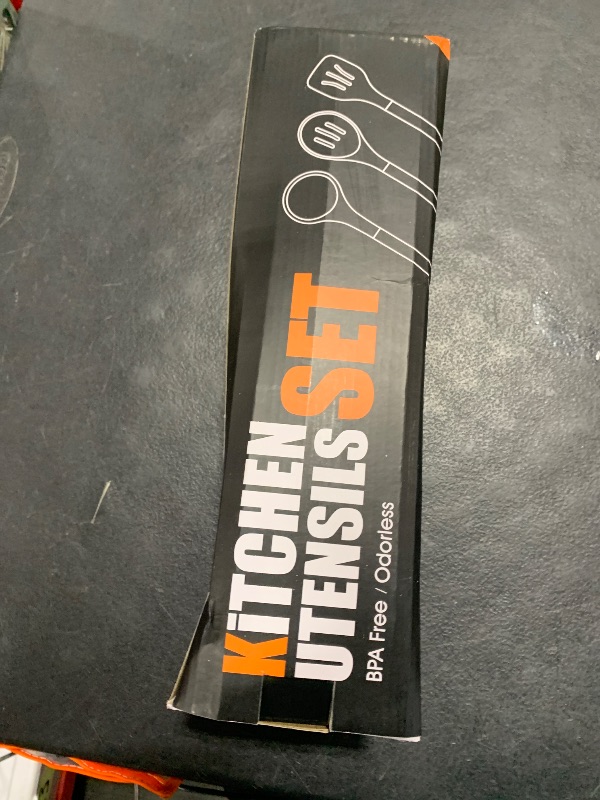 KiTCHEN
UTENSILS SET
BPA Free / Odorless